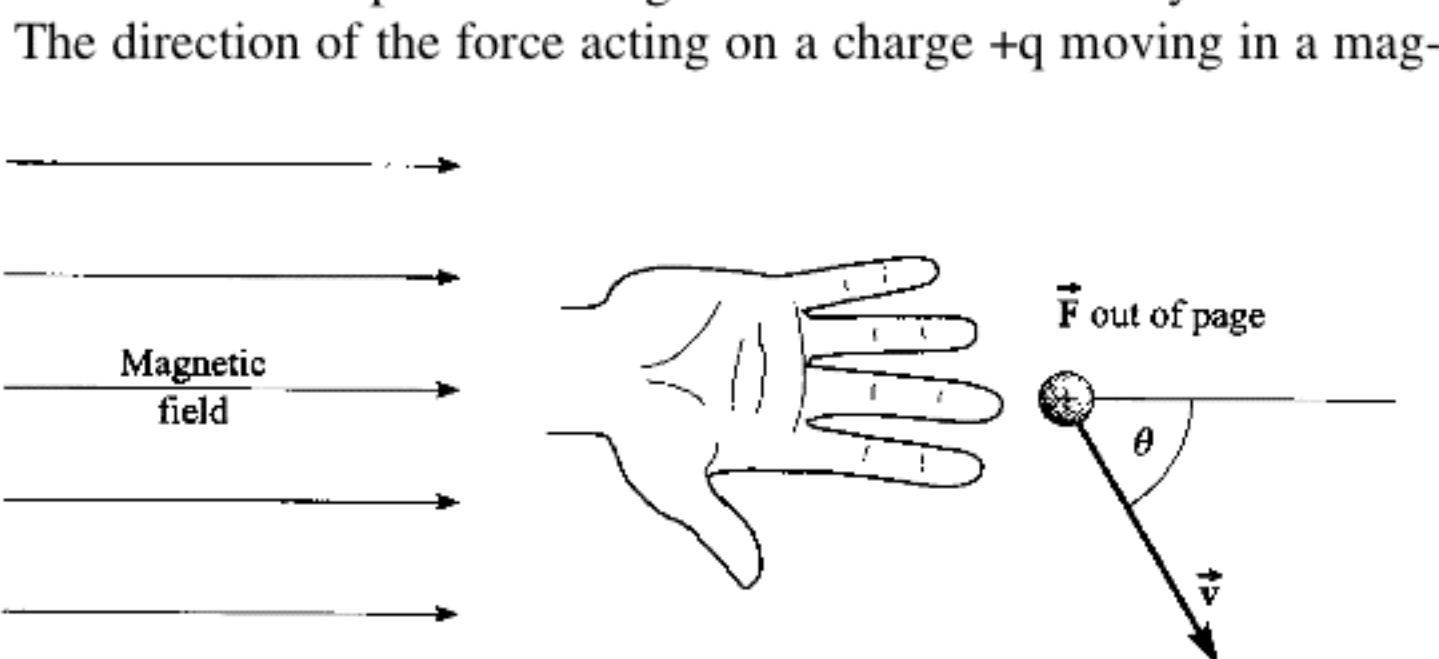 The direction of the force acting on a charge +q moving in a mag-
Magnetic
field
F out of page
+
θ
v